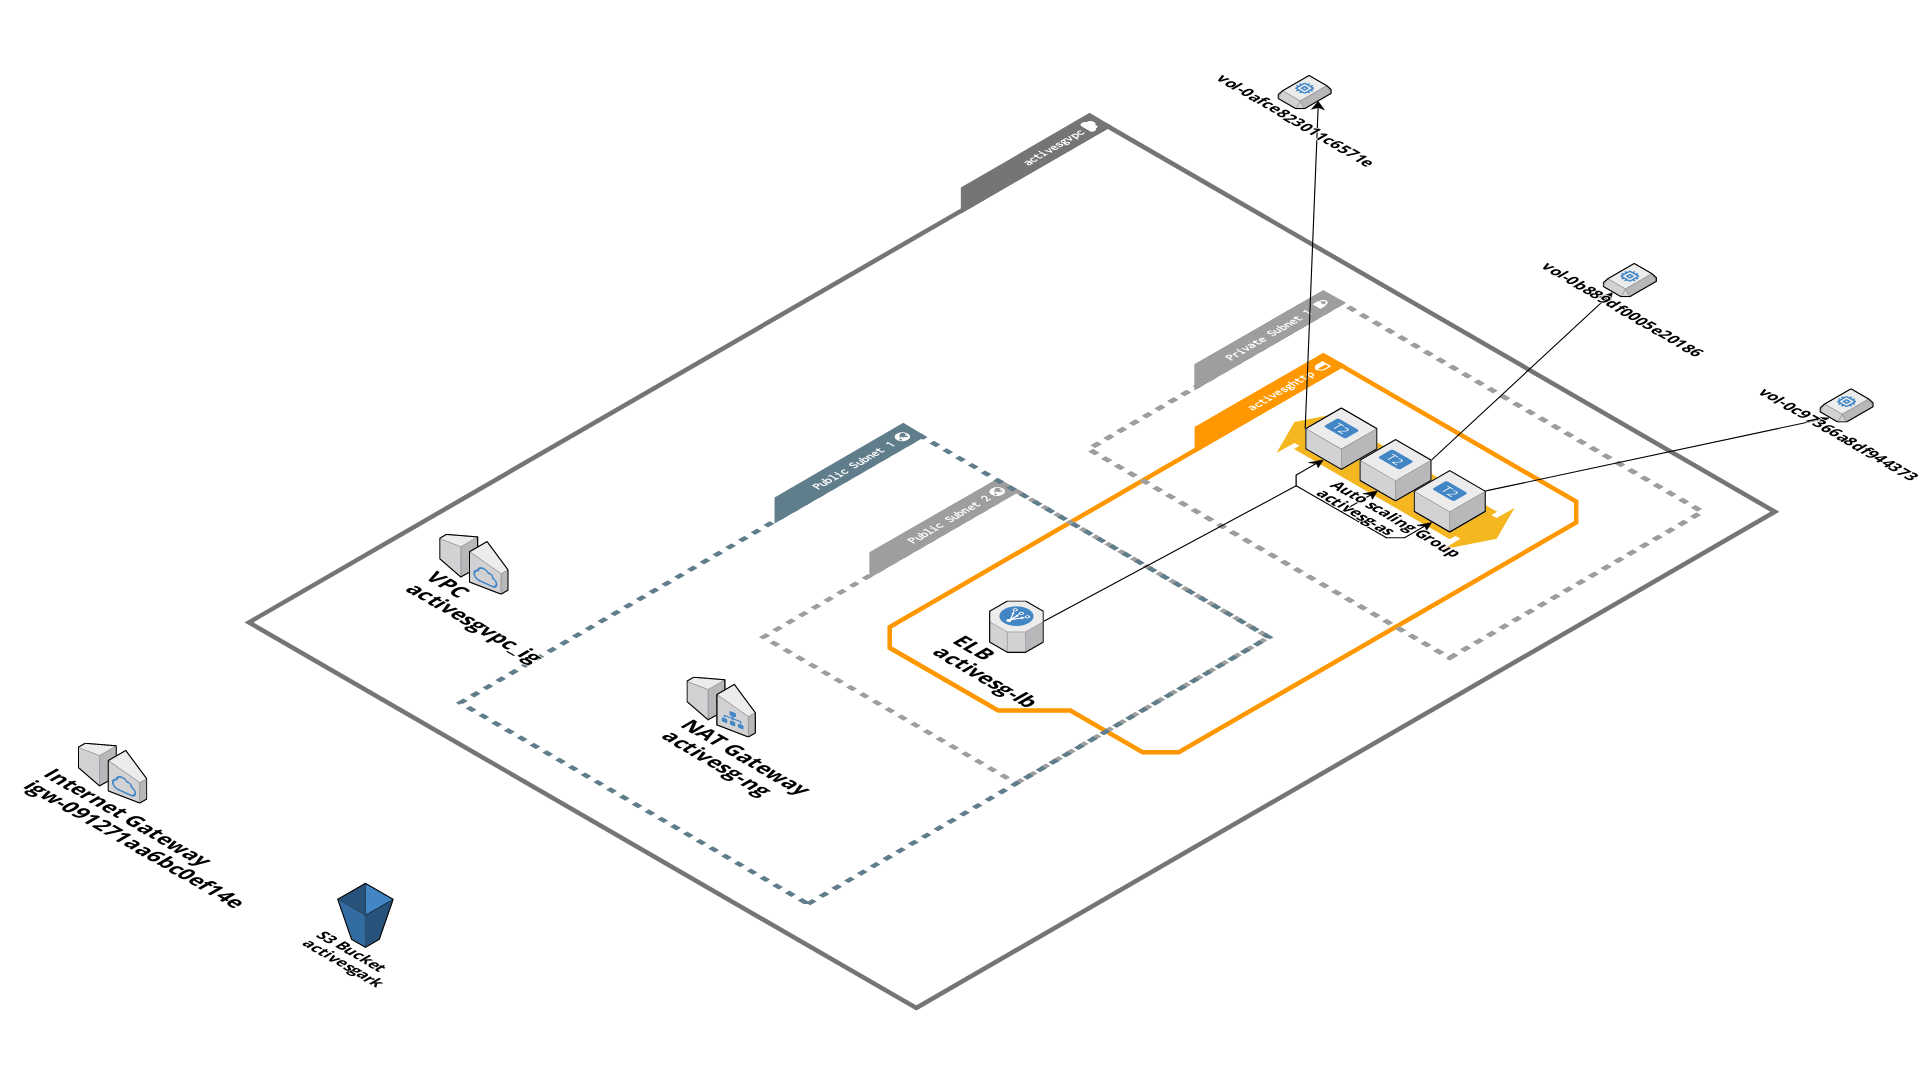 vol-0afce823011c6571e
activesgvpc
vol-0b889df0005e20186
Private Subnet 1
activesghttp
vol-0c97366a8df944373
T2
T2
T2
Auto scaling Group
activesg-as
Public Subnet 1
Public Subnet 2
VPC
activesgvpc_ig
ELB
activesg-lb
NAT Gateway
activesg-ng
Internet Gateway
igw-091271aa6bc0ef14e
S3 Bucket
activesgark